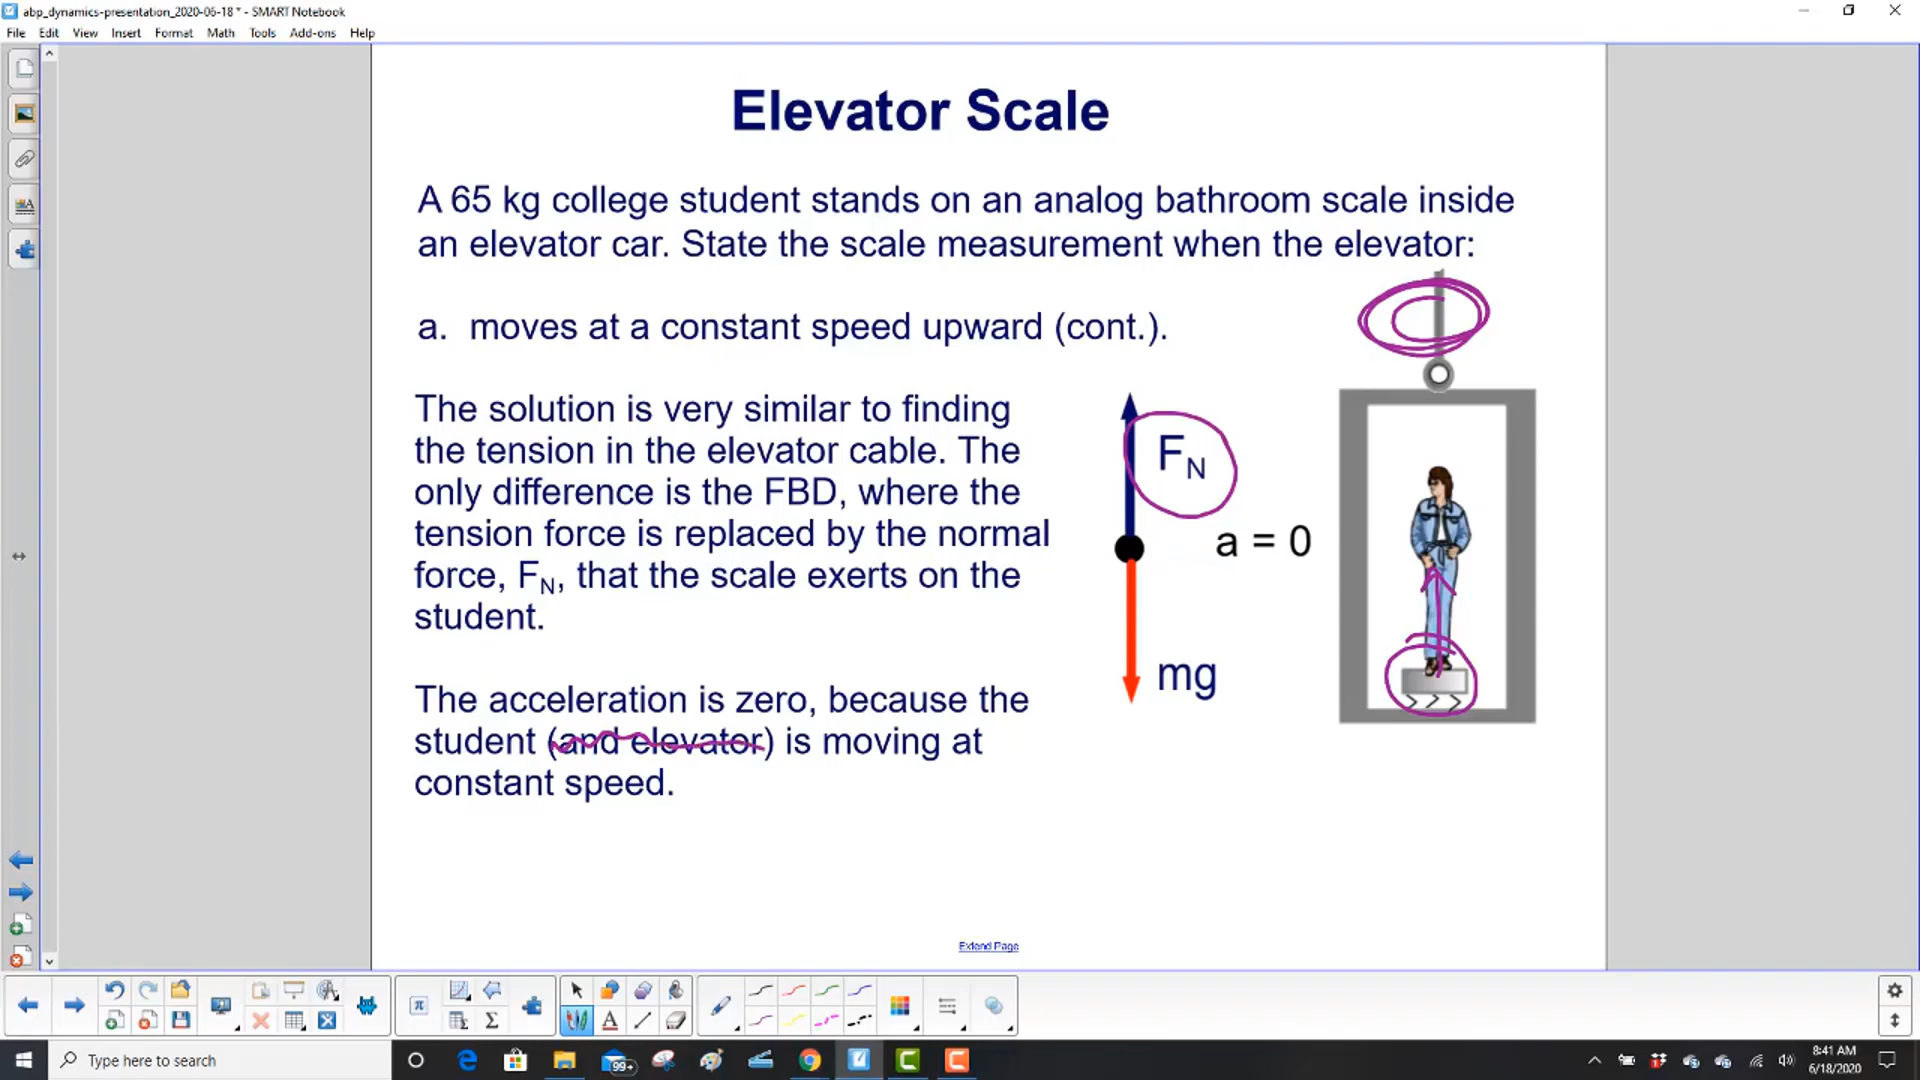 abp_dynamics-presentation_2020-06-18 * - SMART Notebook
File Edit View Insert Format Math Tools Add-ons Help
Elevator Scale
A 65 kg college student stands on an analog bathroom scale inside
an elevator car. State the scale measurement when the elevator:
a. moves at a constant speed upward (cont.).
The solution is very similar to finding
the tension in the elevator cable. The
only difference is the FBD, where the
tension force is replaced by the normal
force, FN, that the scale exerts on the
student.
The acceleration is zero, because the
student (and elevator) is moving at
constant speed.
FN
a = 0
mg
Extend Page
Type here to search
99+
8:41 AM
6/18/2020